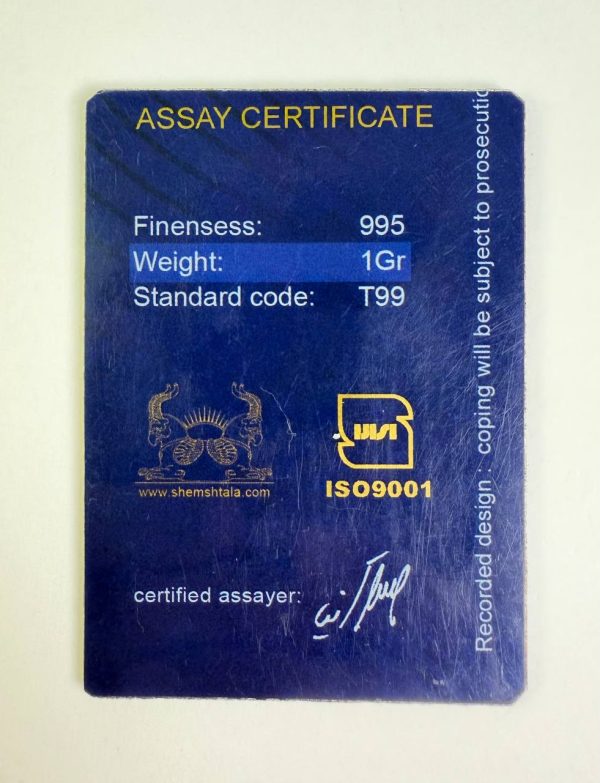 ASSAY CERTIFICATE
Finensess: 995
Weight: 1Gr
Standard code: T99
www.shemshtala.com
ISO9001
certified assayer:
Recorded design : coping will be subject to prosecutio